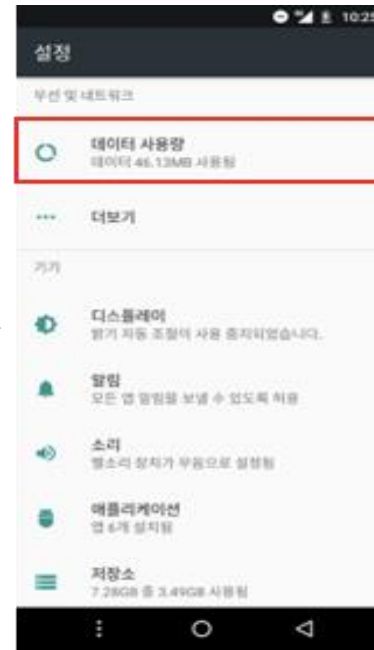 10:25
설정
무선 및 네트워크
데이터 사용량
데이터 46.13MB 사용됨
더보기
기기
디스플레이
밝기 자동 조절이 사용 중지되었습니다.
알림
모든 앱 알림을 보낼 수 있도록 허용
소리
벨소리 장치가 무음으로 설정됨
애플리케이션
앱 6개 설치됨
저장소
7.28GB 중 3.49GB 사용됨